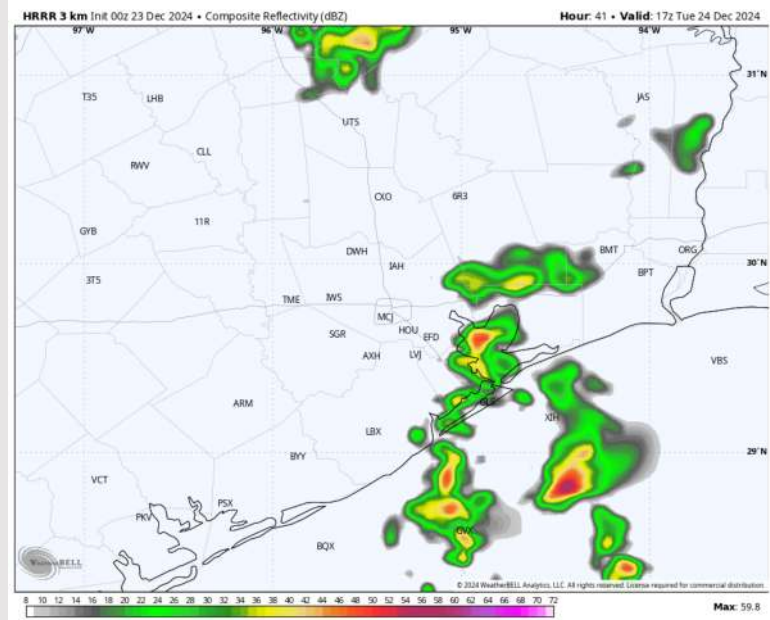 HRRR 3 km Init 00z 23 Dec 2024 • Composite Reflectivity (dBZ) Hour: 41 • Valid: 17z Tue 24 Dec 2024
97°W 96°W 95°W 94°W
31°N
T35 LHB JAS
UTS
CLL
RWV
CXO 6R3
11R
GYB
DWH BMT ORG
IAH 30°N
3T5 BPT
TME IWS
MCJ
SGR HOU EFD
AXH LVJ VBS
ARM GLS
XIH
LBX
BYY 29°N
VCT
PSX
PKV
GVX
BQX
WEATHERBELL
© 2024 WeatherBELL Analytics, LLC. All rights reserved. License required for commercial distribution.
8 10 12 14 16 18 20 22 24 26 28 30 32 34 36 38 40 42 44 46 48 50 52 54 56 58 60 62 64 66 68 70 72 Max: 59.8